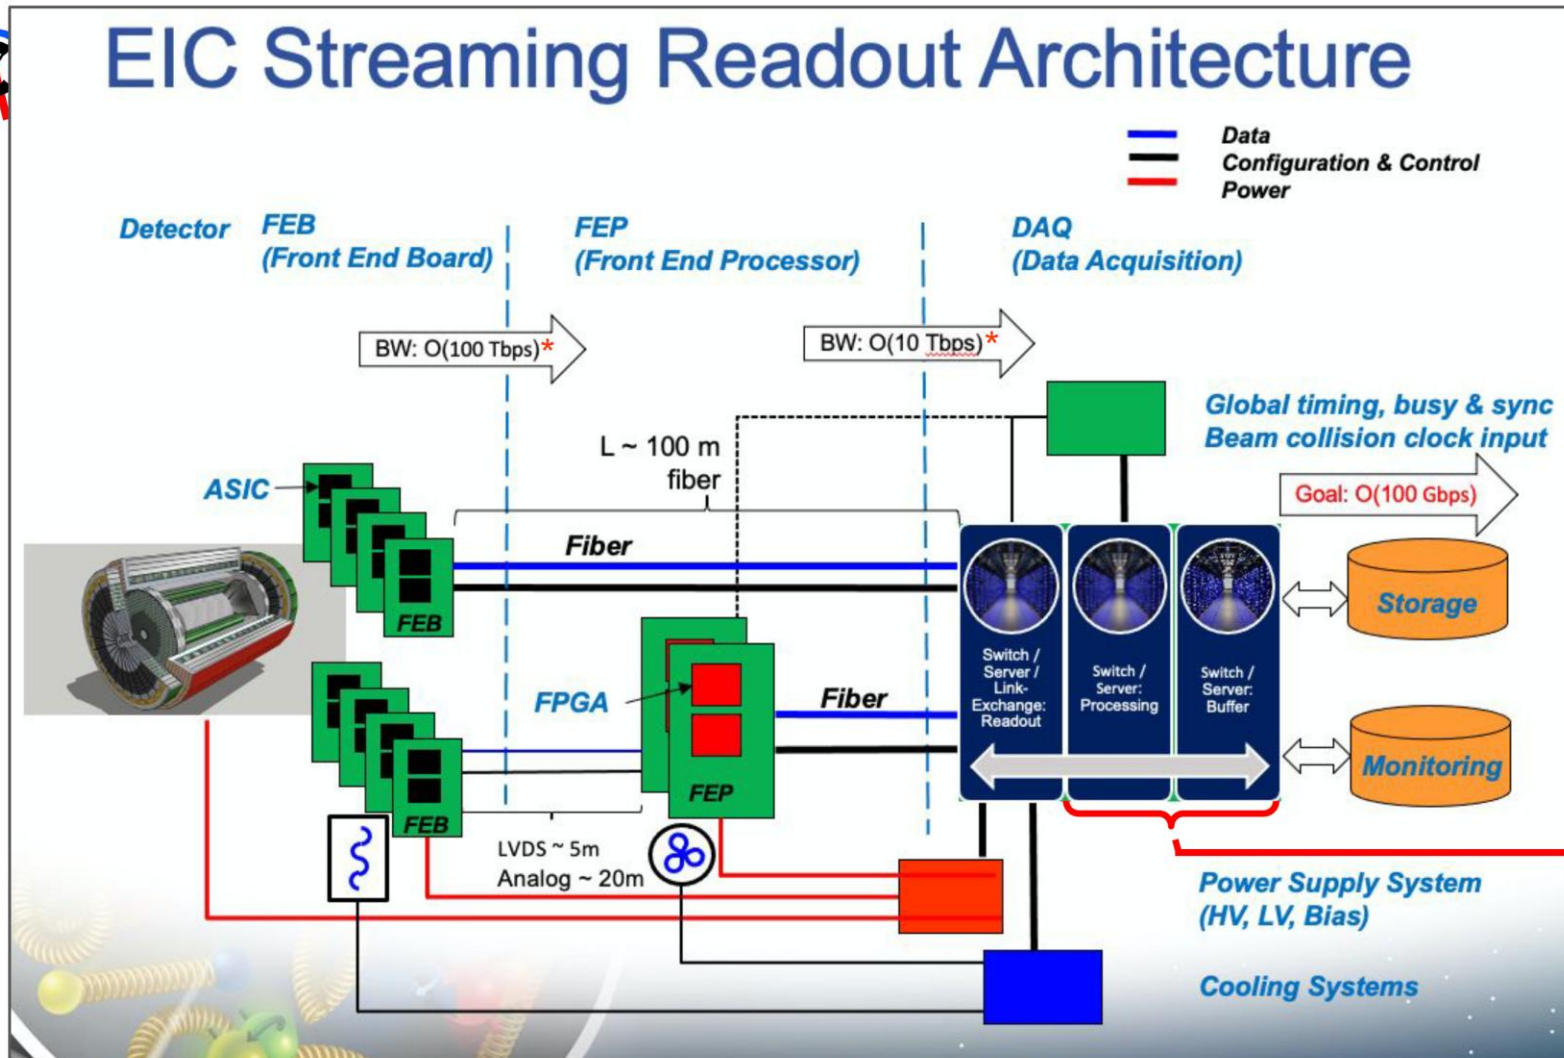 EIC Streaming Readout Architecture
Data
Configuration & Control
Power
Detector
FEB
(Front End Board)
FEP
(Front End Processor)
DAQ
(Data Acquisition)
BW: O(100 Tbps)*
BW: O(10 Tbps)*
Global timing, busy & sync
Beam collision clock input
L ~ 100 m
fiber
Goal: O(100 Gbps)
ASIC
Fiber
FEB
Storage
Switch /
Server /
Link-
Exchange:
Readout
Switch /
Server:
Processing
Switch /
Server:
Buffer
FPGA
Fiber
FEP
Monitoring
FEB
LVDS ~ 5m
Analog ~ 20m
Power Supply System
(HV, LV, Bias)
Cooling Systems